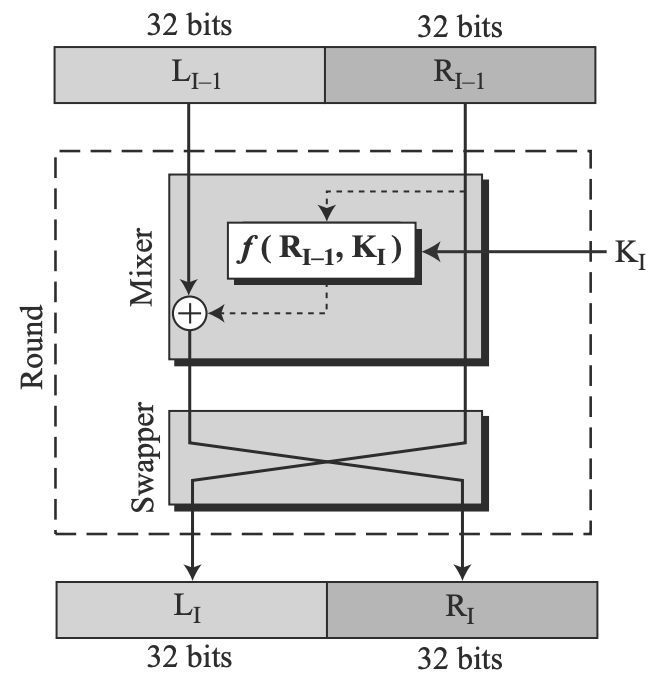 32 bits 32 bits
L_{I–1} R_{I–1}
Mixer
f( R_{I–1}, K_I )
K_I
Round
Swapper
L_I R_I
32 bits 32 bits